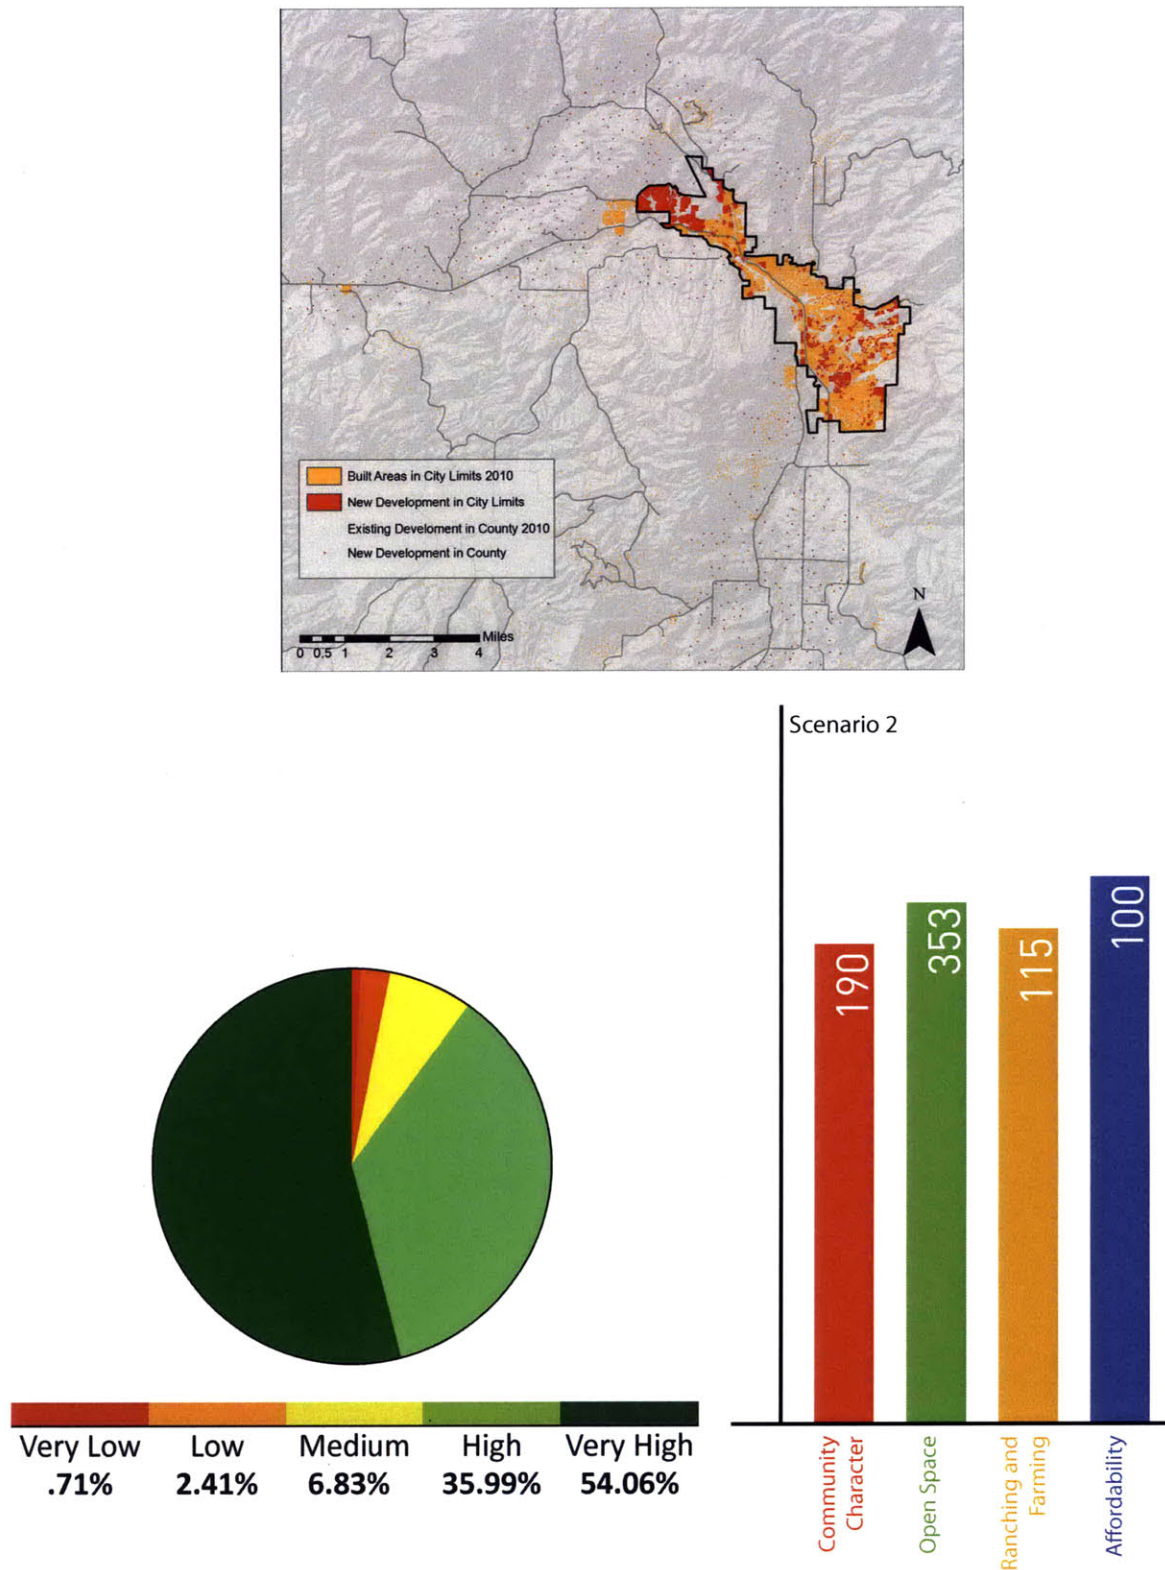 Built Areas in City Limits 2010
New Development in City Limits
Existing Develoment in County 2010
New Development in County
N
Miles
0 0.5 1 2 3 4
Scenario 2
190
353
115
100
Very Low Low Medium High Very High
.71% 2.41% 6.83% 35.99% 54.06%
Community
Character
Open Space
Ranching and
Farming
Affordability